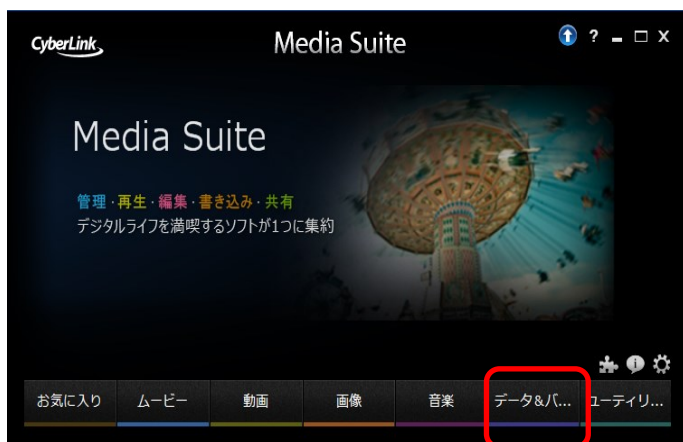 CyberLink
Media Suite
?
X
Media Suite
管理・再生・編集・書き込み・共有
デジタルライフを満喫するソフトが1つに集約
お気に入り
ムービー
動画
画像
音楽
データ&バ...
ユーティリ...